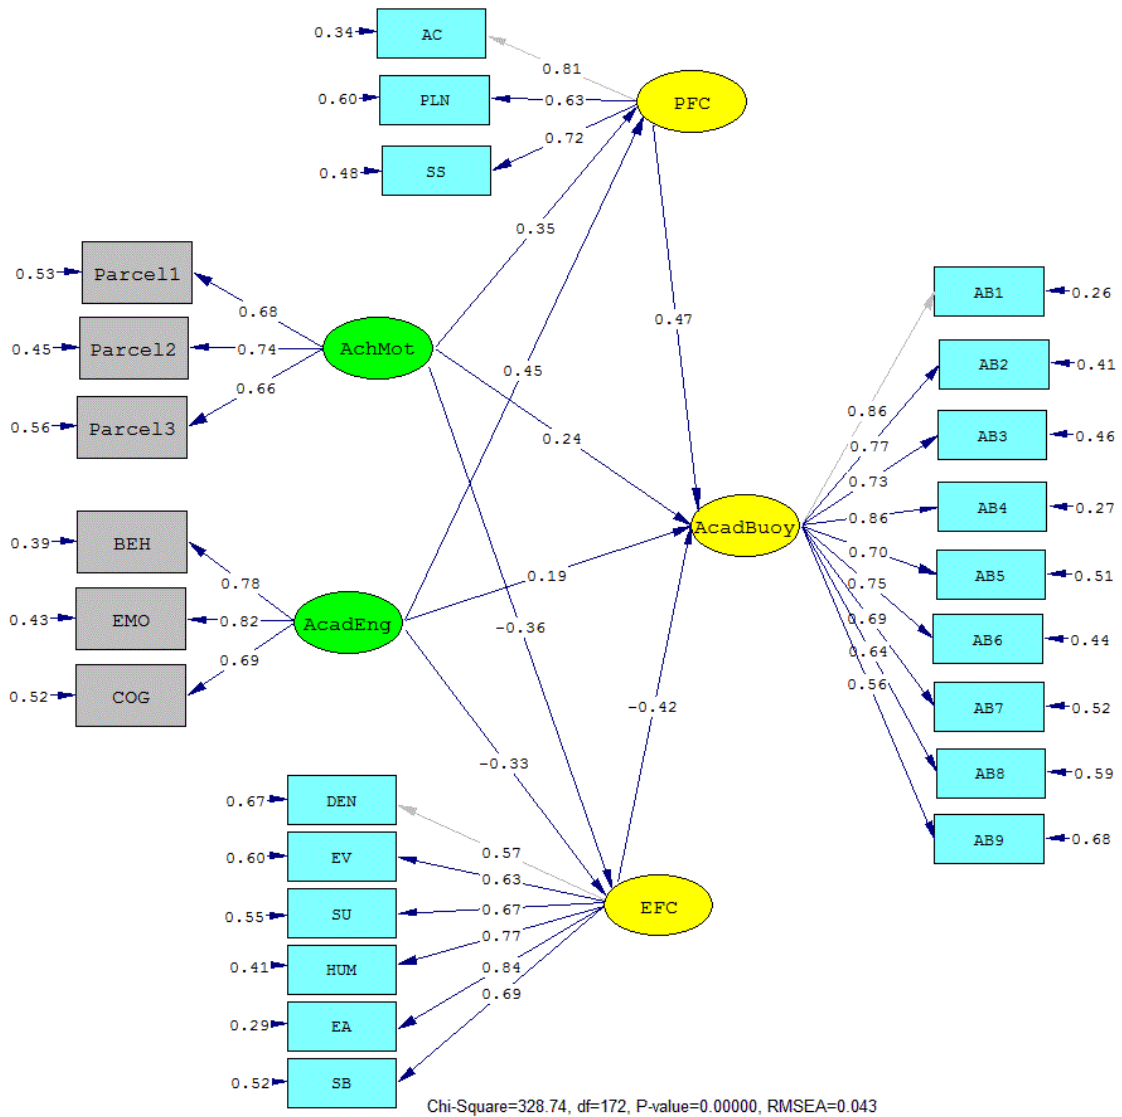 0.34 AC
0.81
0.60 PLN 0.63 PFC
0.72
0.48 SS
0.35
0.53 Parcel1
0.68
0.45 Parcel2 0.74 AchMot
0.66
0.56 Parcel3
0.47
0.45
0.24
AB1 0.26
AB2 0.41
0.86
0.77
AB3 0.46
0.73
AB4 0.27
0.86
AcadBuoy
0.70
AB5 0.51
0.75
0.69
AB6 0.44
0.64
0.56
AB7 0.52
AB8 0.59
AB9 0.68
0.39 BEH
0.78
0.19
0.43 EMO 0.82 AcadEng
-0.36
0.69
0.52 COG
-0.42
-0.33
0.67 DEN
0.57
0.60 EV
0.63
0.55 SU 0.67 EFC
0.77
0.41 HUM
0.84
0.69
0.29 EA
0.52 SB
Chi-Square=328.74, df=172, P-value=0.00000, RMSEA=0.043